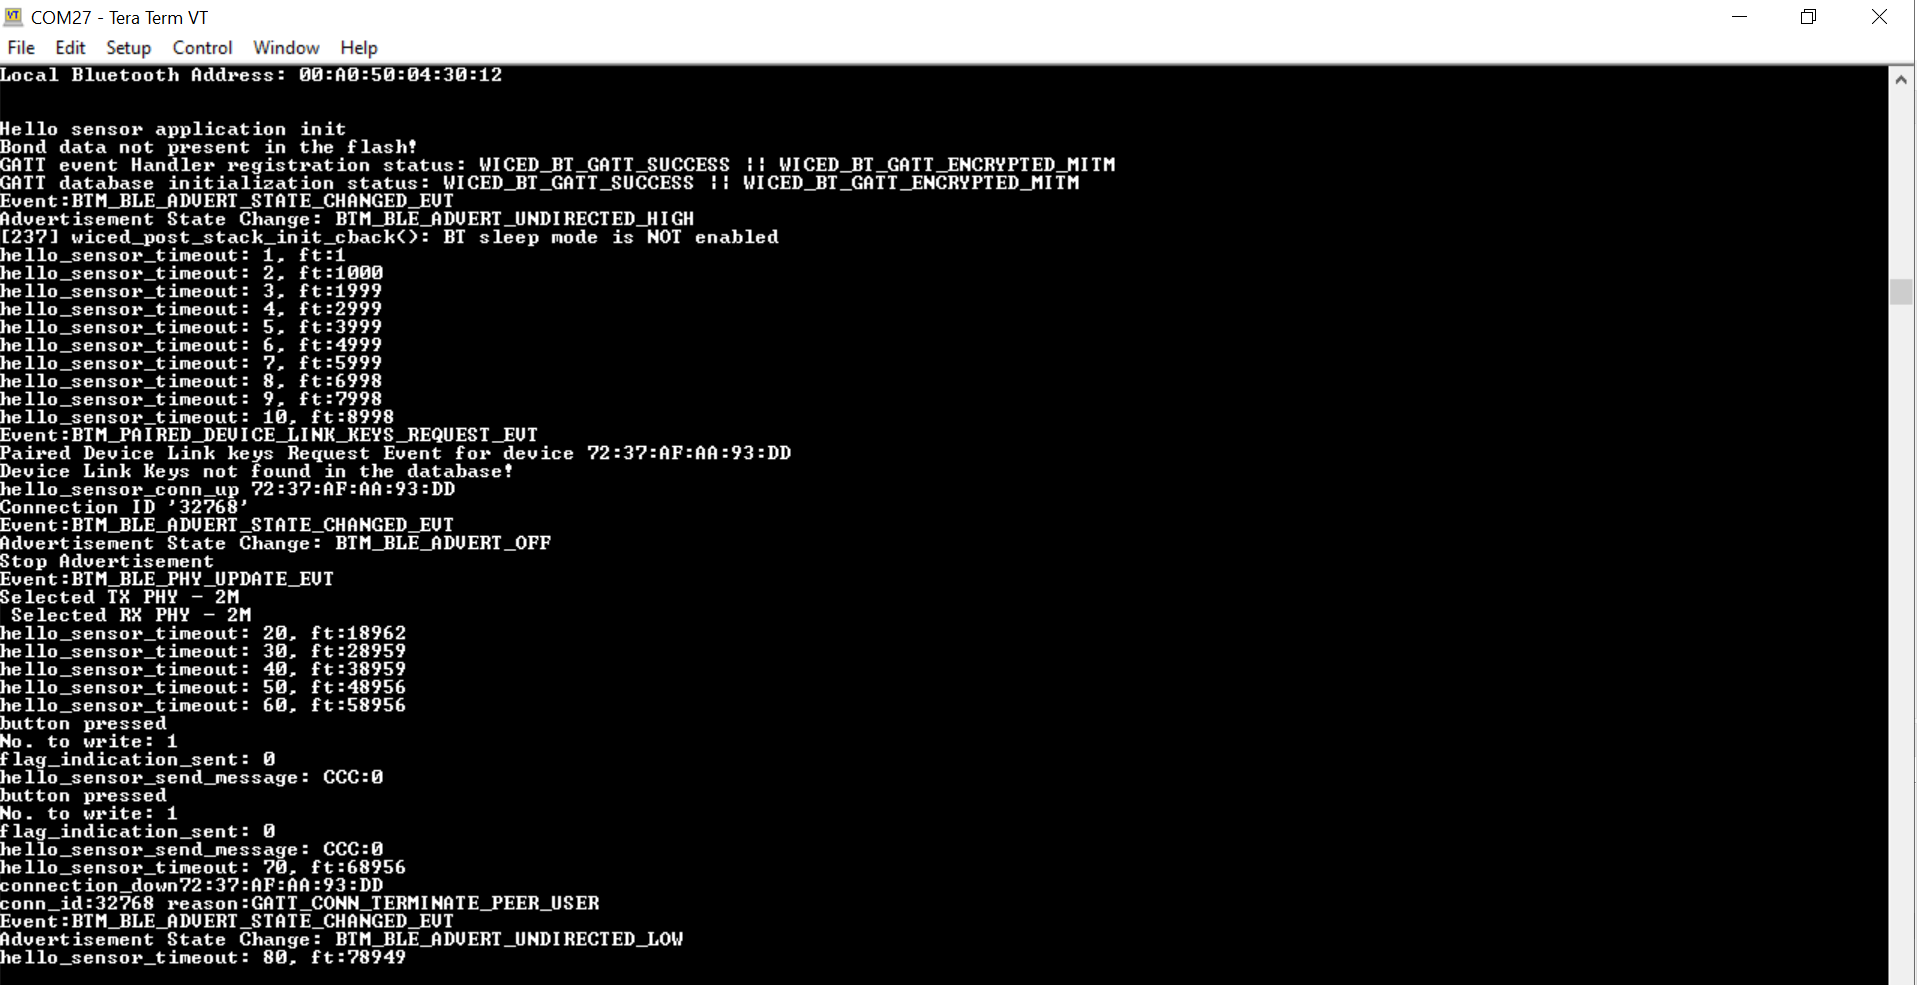 COM27 - Tera Term VT
File Edit Setup Control Window Help
Local Bluetooth Address: 00:A0:50:04:30:12
Hello sensor application init
Bond data not present in the flash!
GATT event Handler registration status: WICED_BT_GATT_SUCCESS || WICED_BT_GATT_ENCRYPTED_MITM
GATT database initialization status: WICED_BT_GATT_SUCCESS || WICED_BT_GATT_ENCRYPTED_MITM
Event:BTM_BLE_ADVERT_STATE_CHANGED_EVT
Advertisement State Change: BTM_BLE_ADVERT_UNDIRECTED_HIGH
[237] wiced_post_stack_init_cback(): BT sleep mode is NOT enabled
hello_sensor_timeout: 1, ft:1
hello_sensor_timeout: 2, ft:1000
hello_sensor_timeout: 3, ft:1999
hello_sensor_timeout: 4, ft:2999
hello_sensor_timeout: 5, ft:3999
hello_sensor_timeout: 6, ft:4999
hello_sensor_timeout: 7, ft:5999
hello_sensor_timeout: 8, ft:6998
hello_sensor_timeout: 9, ft:7998
hello_sensor_timeout: 10, ft:8998
Event:BTM_PAIRED_DEVICE_LINK_KEYS_REQUEST_EVT
Paired Device Link keys Request Event for device 72:37:AF:AA:93:DD
Device Link Keys not found in the database!
hello_sensor_conn_up 72:37:AF:AA:93:DD
Connection ID '32768'
Event:BTM_BLE_ADVERT_STATE_CHANGED_EVT
Advertisement State Change: BTM_BLE_ADVERT_OFF
Stop Advertisement
Event:BTM_BLE_PHY_UPDATE_EVT
Selected TX PHY - 2M
Selected RX PHY - 2M
hello_sensor_timeout: 20, ft:18962
hello_sensor_timeout: 30, ft:28959
hello_sensor_timeout: 40, ft:38959
hello_sensor_timeout: 50, ft:48956
hello_sensor_timeout: 60, ft:58956
button pressed
No. to write: 1
flag_indication_sent: 0
hello_sensor_send_message: CCC:0
button pressed
No. to write: 1
flag_indication_sent: 0
hello_sensor_send_message: CCC:0
hello_sensor_timeout: 70, ft:68956
connection_down72:37:AF:AA:93:DD
conn_id:32768 reason:GATT_CONN_TERMINATE_PEER_USER
Event:BTM_BLE_ADVERT_STATE_CHANGED_EVT
Advertisement State Change: BTM_BLE_ADVERT_UNDIRECTED_LOW
hello_sensor_timeout: 80, ft:78949